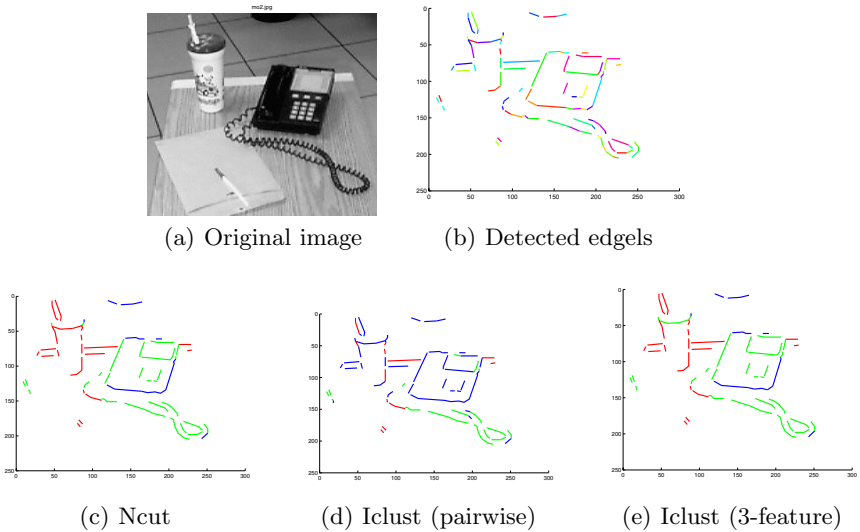 mo2.jpg
0
50
100
150
200
250
0 50 100 150 200 250 300
(a) Original image
(b) Detected edgels
0
50
100
150
200
250
0 50 100 150 200 250 300
0
50
100
150
200
250
0 50 100 150 200 250 300
0
50
100
150
200
250
0 50 100 150 200 250 300
(c) Ncut
(d) Iclust (pairwise)
(e) Iclust (3-feature)